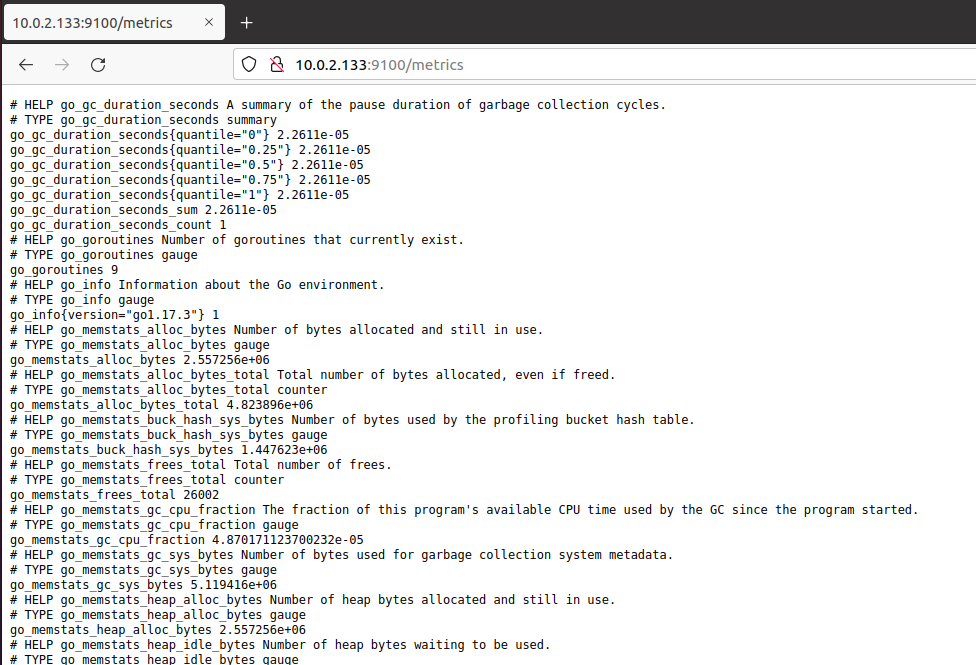 10.0.2.133:9100/metrics
10.0.2.133:9100/metrics
# HELP go_gc_duration_seconds A summary of the pause duration of garbage collection cycles.
# TYPE go_gc_duration_seconds summary
go_gc_duration_seconds{quantile="0"} 2.2611e-05
go_gc_duration_seconds{quantile="0.25"} 2.2611e-05
go_gc_duration_seconds{quantile="0.5"} 2.2611e-05
go_gc_duration_seconds{quantile="0.75"} 2.2611e-05
go_gc_duration_seconds{quantile="1"} 2.2611e-05
go_gc_duration_seconds_sum 2.2611e-05
go_gc_duration_seconds_count 1
# HELP go_goroutines Number of goroutines that currently exist.
# TYPE go_goroutines gauge
go_goroutines 9
# HELP go_info Information about the Go environment.
# TYPE go_info gauge
go_info{version="go1.17.3"} 1
# HELP go_memstats_alloc_bytes Number of bytes allocated and still in use.
# TYPE go_memstats_alloc_bytes gauge
go_memstats_alloc_bytes 2.557256e+06
# HELP go_memstats_alloc_bytes_total Total number of bytes allocated, even if freed.
# TYPE go_memstats_alloc_bytes_total counter
go_memstats_alloc_bytes_total 4.823896e+06
# HELP go_memstats_buck_hash_sys_bytes Number of bytes used by the profiling bucket hash table.
# TYPE go_memstats_buck_hash_sys_bytes gauge
go_memstats_buck_hash_sys_bytes 1.447623e+06
# HELP go_memstats_frees_total Total number of frees.
# TYPE go_memstats_frees_total counter
go_memstats_frees_total 26002
# HELP go_memstats_gc_cpu_fraction The fraction of this program's available CPU time used by the GC since the program started.
# TYPE go_memstats_gc_cpu_fraction gauge
go_memstats_gc_cpu_fraction 4.870171123700232e-05
# HELP go_memstats_gc_sys_bytes Number of bytes used for garbage collection system metadata.
# TYPE go_memstats_gc_sys_bytes gauge
go_memstats_gc_sys_bytes 5.119416e+06
# HELP go_memstats_heap_alloc_bytes Number of heap bytes allocated and still in use.
# TYPE go_memstats_heap_alloc_bytes gauge
go_memstats_heap_alloc_bytes 2.557256e+06
# HELP go_memstats_heap_idle_bytes Number of heap bytes waiting to be used.
# TYPE go_memstats_heap_idle_bytes gauge